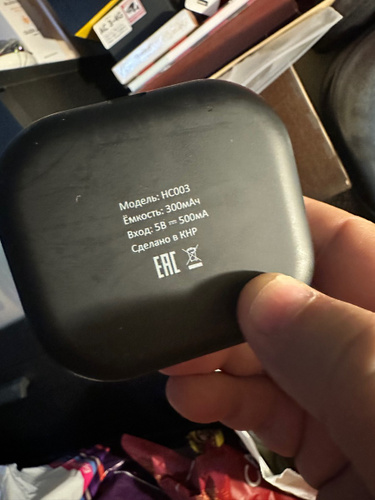 Модель: HC003
Ёмкость: 300мАч
Вход: 5В ⎓ 500мА
Сделано в КНР
EAC